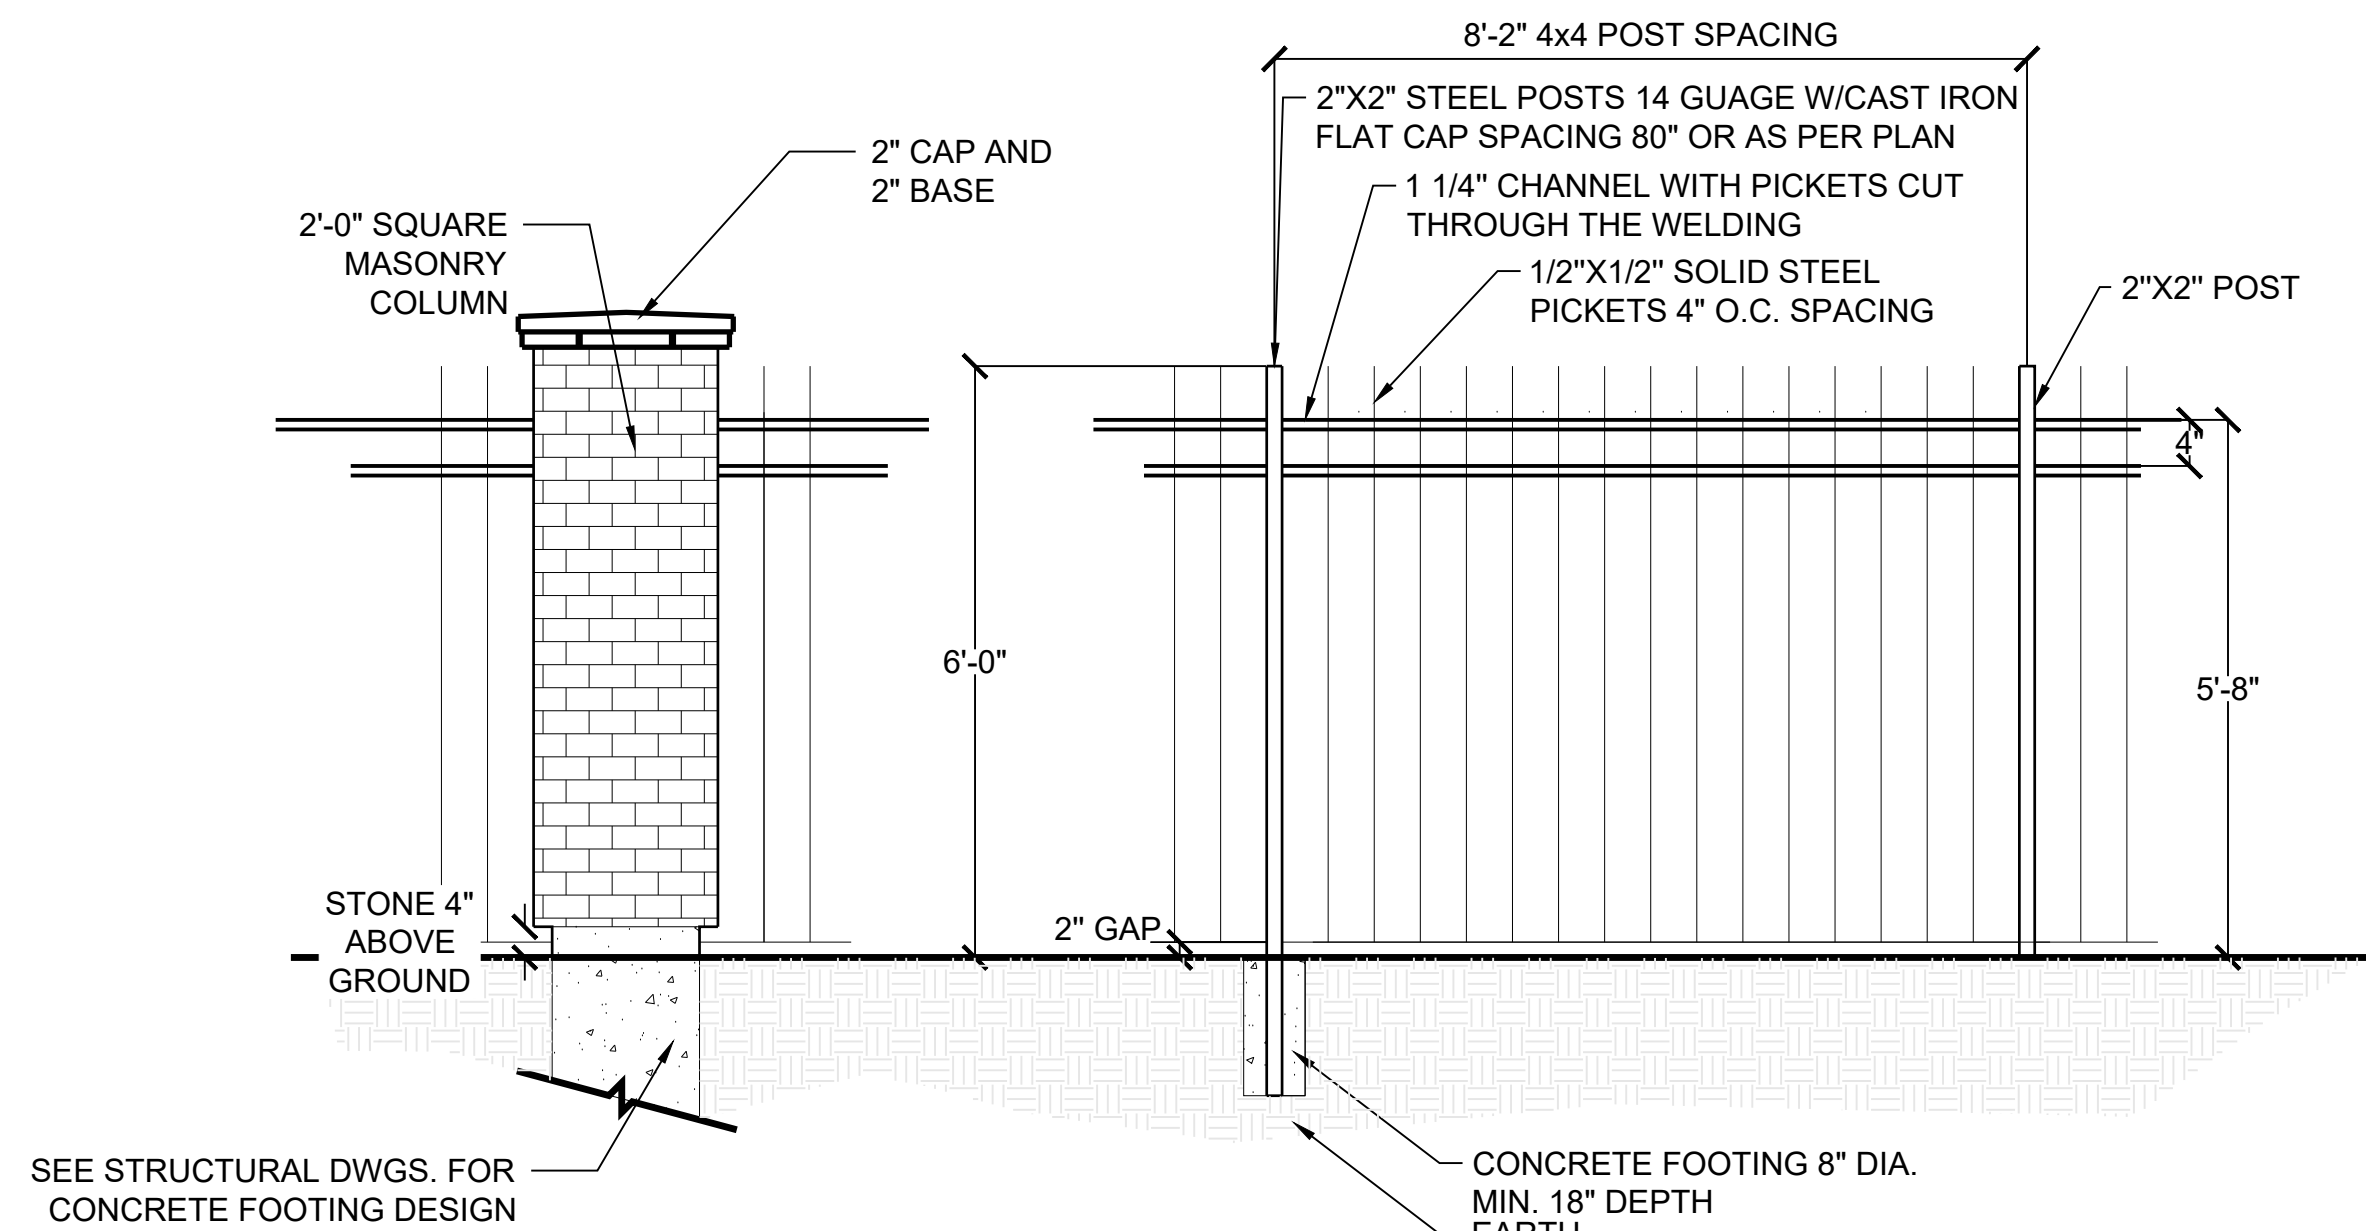 8'-2" 4x4 POST SPACING
2"X2" STEEL POSTS 14 GUAGE W/CAST IRON
FLAT CAP SPACING 80" OR AS PER PLAN
2" CAP AND
2" BASE
1 1/4" CHANNEL WITH PICKETS CUT
THROUGH THE WELDING
2'-0" SQUARE
MASONRY
COLUMN
1/2"X1/2" SOLID STEEL
PICKETS 4" O.C. SPACING
2"X2" POST
4"
6'-0"
5'-8"
STONE 4"
ABOVE
GROUND
2" GAP
SEE STRUCTURAL DWGS. FOR
CONCRETE FOOTING DESIGN
CONCRETE FOOTING 8" DIA.
MIN. 18" DEPTH
EARTH